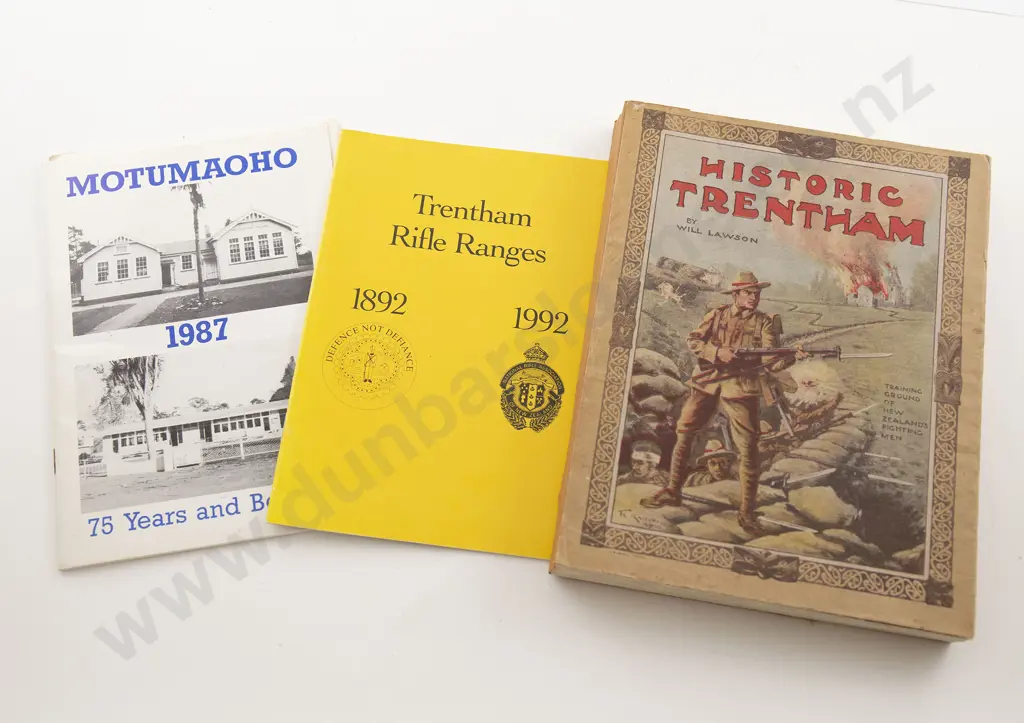 MOTUMAOHO
1987
75 Years and
Trentham
Rifle Ranges
1892
1992
DEFENCE NOT DEFIANCE
HISTORIC
TRENTHAM
BY
WILL LAWSON
TRAINING
GROUND
OF
NEW
ZEALAND'S
FIGHTING
MEN
www.dunbarsloane.co.nz